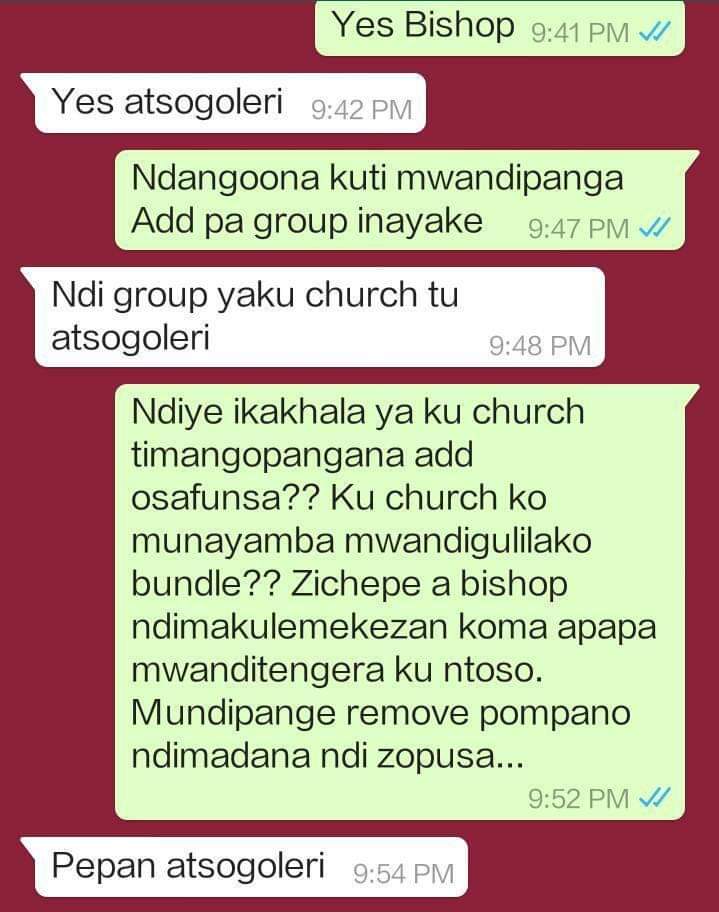 Yes Bishop 9:41 PM
Yes atsogoleri 9:42 PM
Ndangoona kuti mwandipanga
Add pa group inayake 9:47 PM
Ndi group yaku church tu
atsogoleri 9:48 PM
Ndiye ikakhala ya ku church
timangopangana add
osafunsa?? Ku church ko
munayamba mwandigulilako
bundle?? Zichepe a bishop
ndimakulemekezan koma apapa
mwanditengera ku ntoso.
Mundipange remove pompano
ndimadana ndi zopusa...
9:52 PM
Pepan atsogoleri 9:54 PM